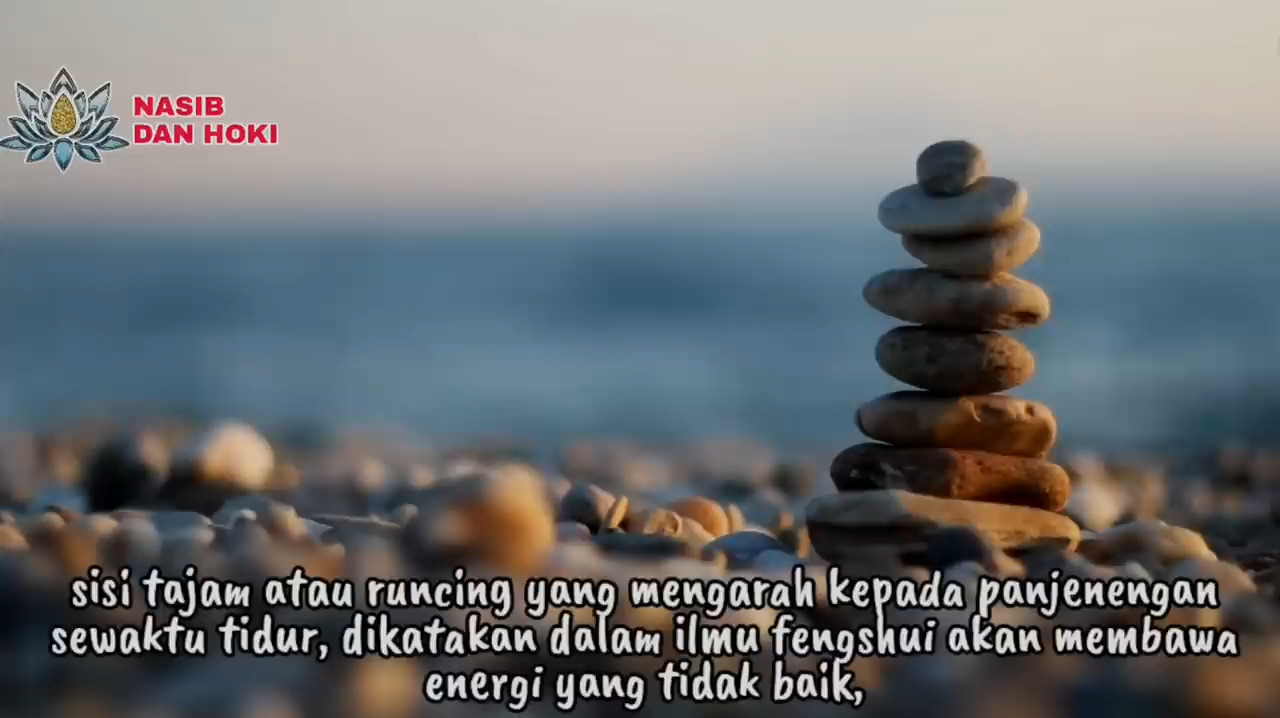 NASIB
DAN HOKI
sisi tajam atau runcing yang mengarah kepada panjenengan
sewaktu tidur, dikatakan dalam ilmu fengshui akan membawa
energi yang tidak baik,